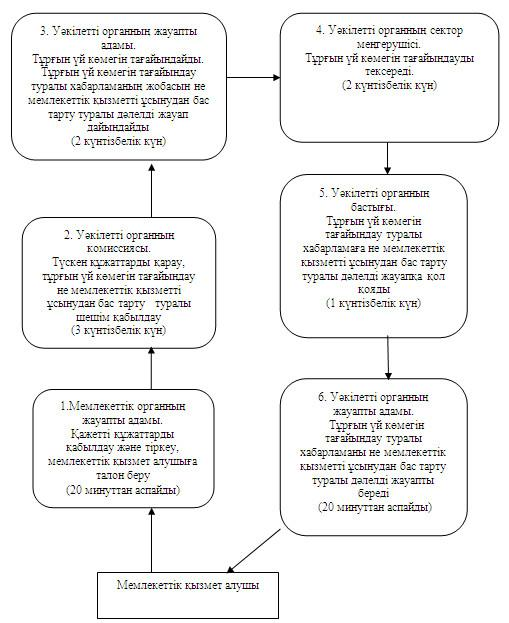 3. Уәкілетті органның жауапты
адамы.
Тұрғын үй көмегін тағайындайды.
Тұрғын үй көмегін тағайындау
туралы хабарламаның жобасын не
мемлекеттік қызметті ұсынудан бас
тарту туралы дәлелді жауап
дайындайды
(2 күнтізбелік күн)
4. Уәкілетті органның сектор
меңгерушісі.
Тұрғын үй көмегін тағайындауды
тексереді.
(2 күнтізбелік күн)
2. Уәкілетті органның
комиссиясы.
Түскен құжаттарды қарау,
тұрғын үй көмегін тағайындау
не мемлекеттік қызметті
ұсынудан бас тарту туралы
шешім қабылдау
(3 күнтізбелік күн)
5. Уәкілетті органның
бастығы.
Тұрғын үй көмегін
тағайындау туралы
хабарламаға не мемлекеттік
қызметті ұсынудан бас тарту
туралы дәлелді жауапқа қол
қояды
(1 күнтізбелік күн)
1.Мемлекеттік органның
жауапты адамы.
Қажетті құжаттарды
қабылдау және тіркеу,
мемлекеттік қызмет алушыға
талон беру
(20 минуттан аспайды)
6. Уәкілетті органның
жауапты адамы.
Тұрғын үй көмегін
тағайындау туралы
хабарламаны не мемлекеттік
қызметті ұсынудан бас тарту
туралы дәлелді жауапты
береді
(20 минуттан аспайды)
Мемлекеттік қызмет алушы